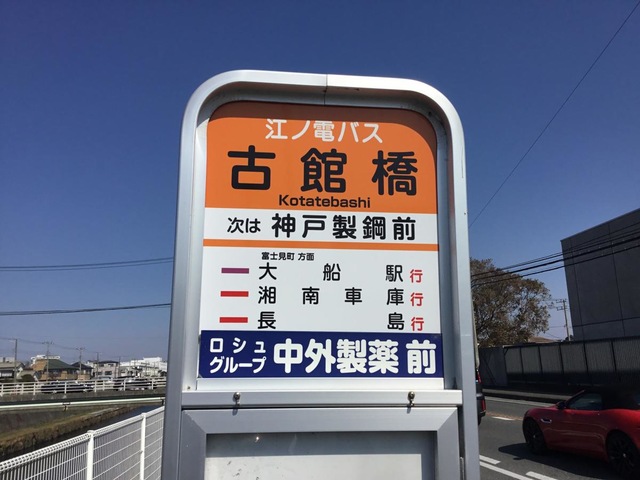 江ノ電バス
古館橋
Kotatebashi
次は 神戸製鋼前
富士見町 方面
大船駅行
湘南車庫行
長島行
ロシュグループ 中外製薬前